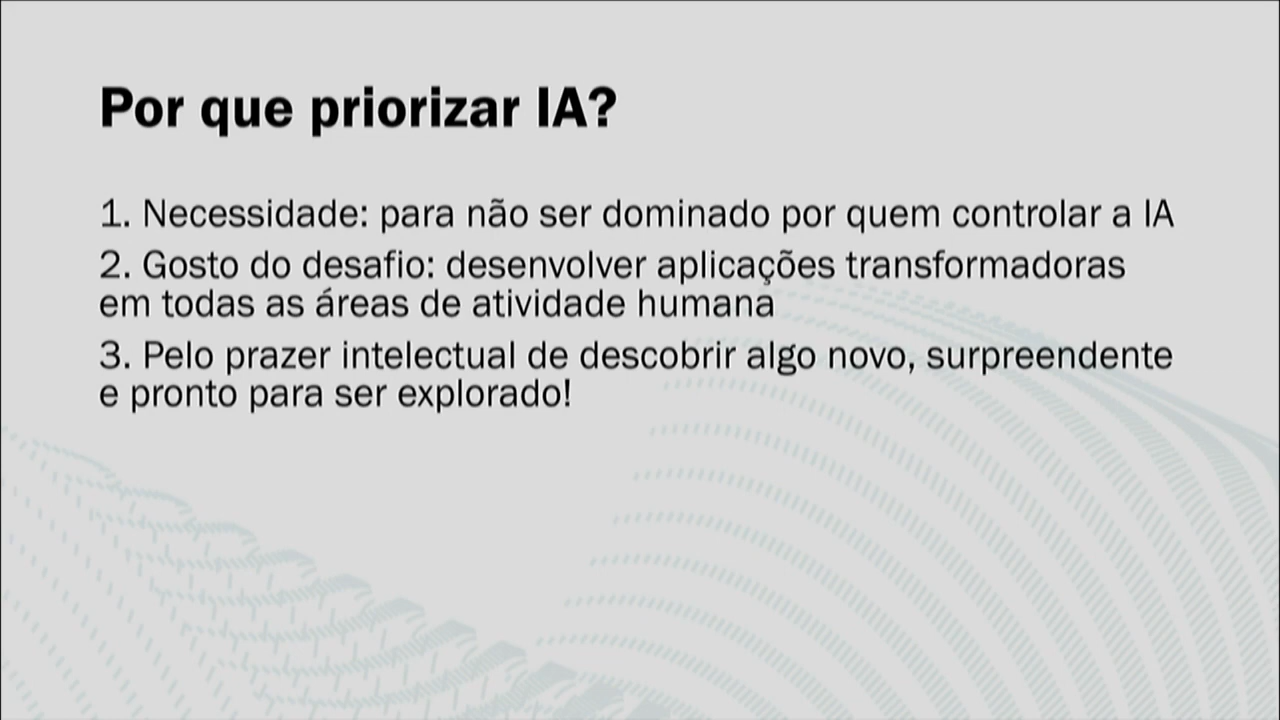 Por que priorizar IA?
1. Necessidade: para não ser dominado por quem controlar a IA
2. Gosto do desafio: desenvolver aplicações transformadoras
em todas as áreas de atividade humana
3. Pelo prazer intelectual de descobrir algo novo, surpreendente
e pronto para ser explorado!